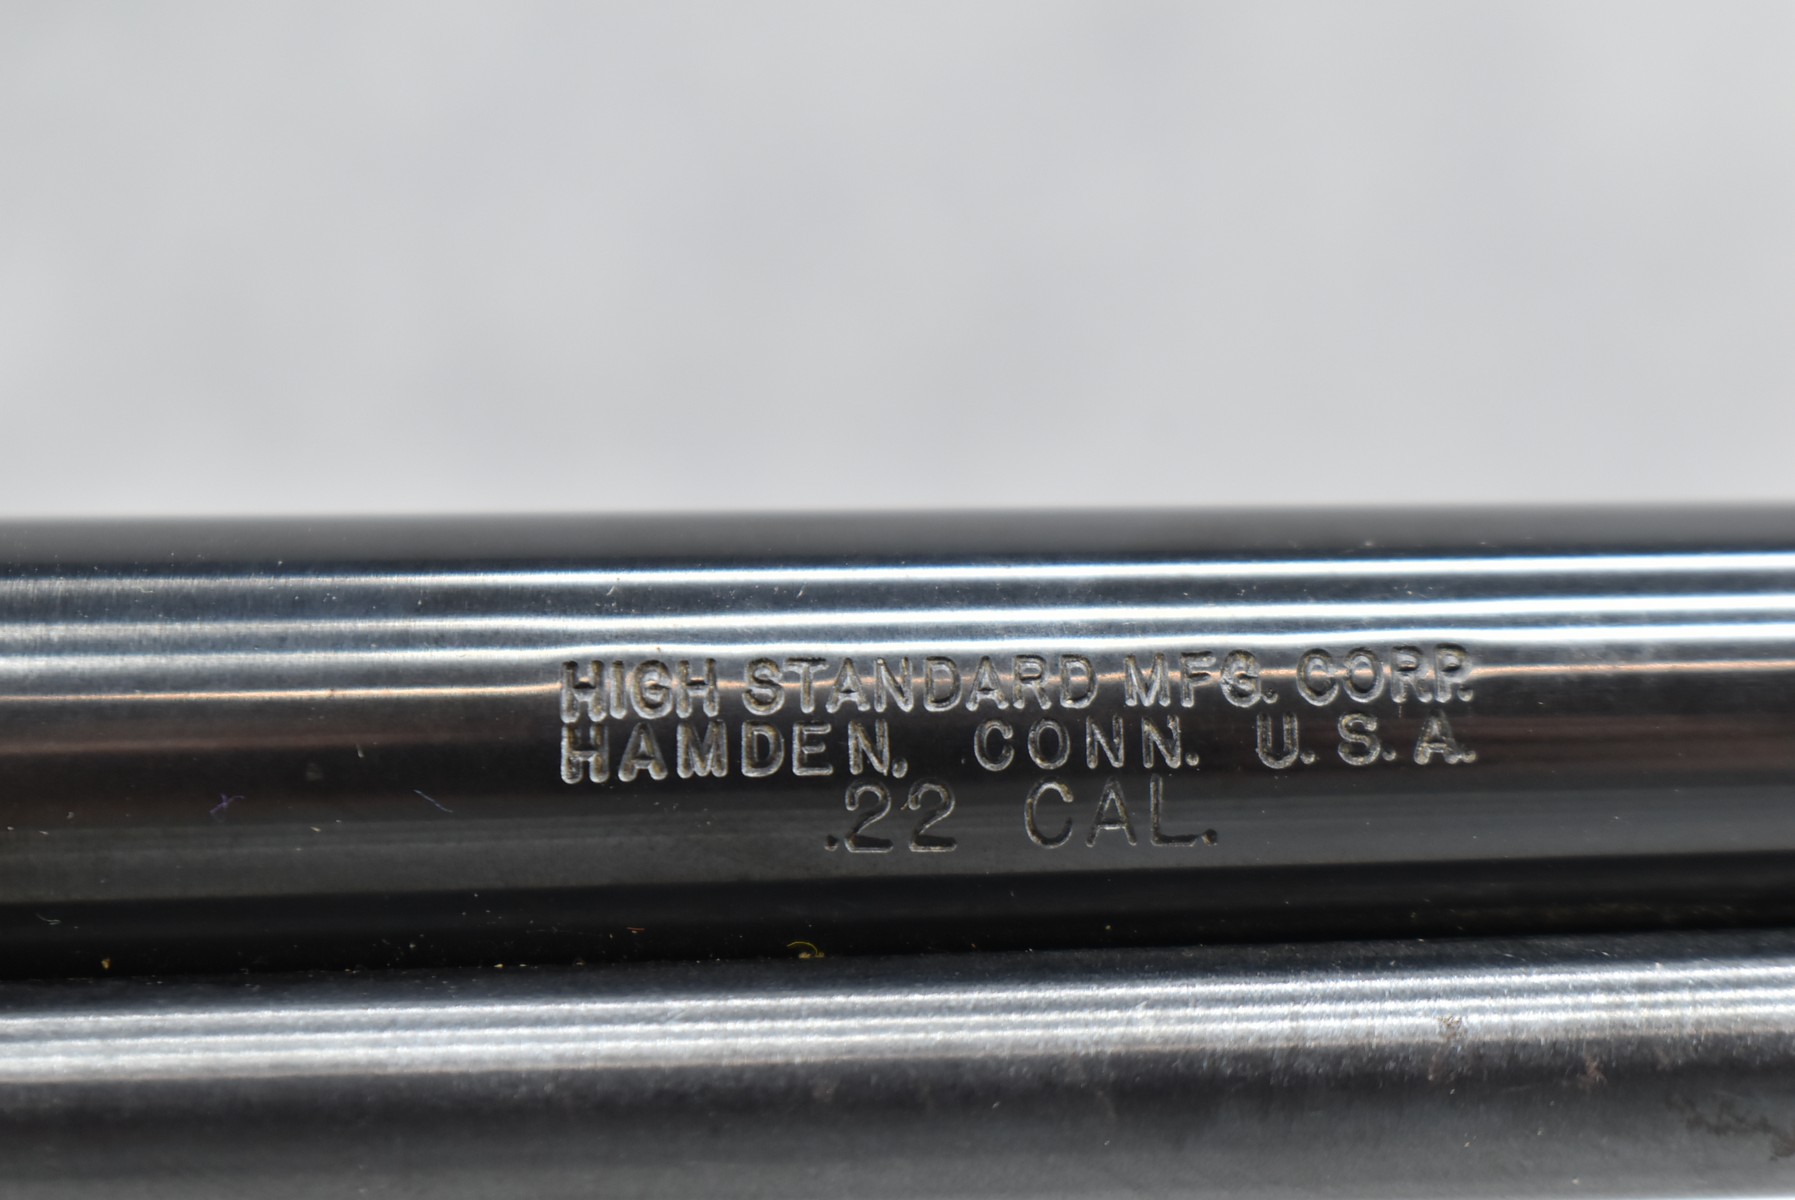 HIGH STANDARD MFG. CORP.
HAMDEN, CONN. U.S.A.
.22 CAL.